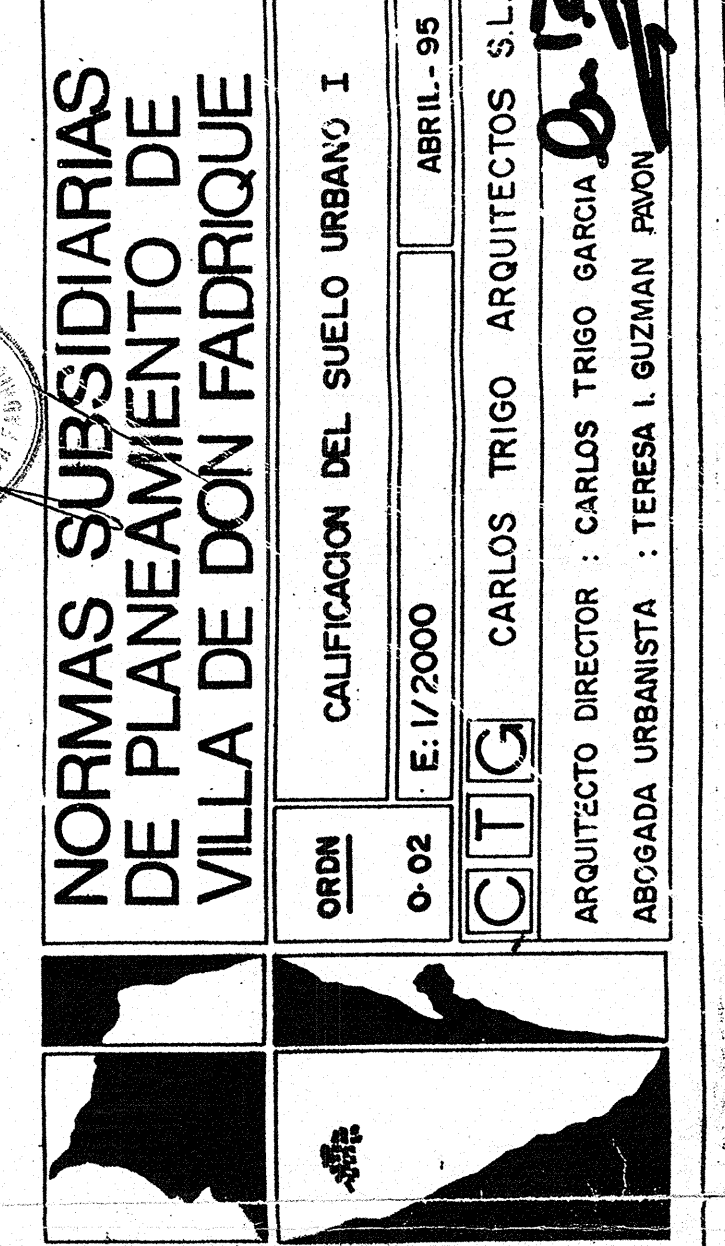 NORMAS SUBSIDIARIAS
DE PLANEAMIENTO DE
VILLA DE DON FADRIQUE
ORDN
CALIFICACION DEL SUELO URBANO I
O-02
E: 1/2000
ABRIL-95
CTG
CARLOS TRIGO ARQUITECTOS S.L.
ARQUITECTO DIRECTOR : CARLOS TRIGO GARCIA
ABOGADA URBANISTA : TERESA I. GUZMAN PAVON